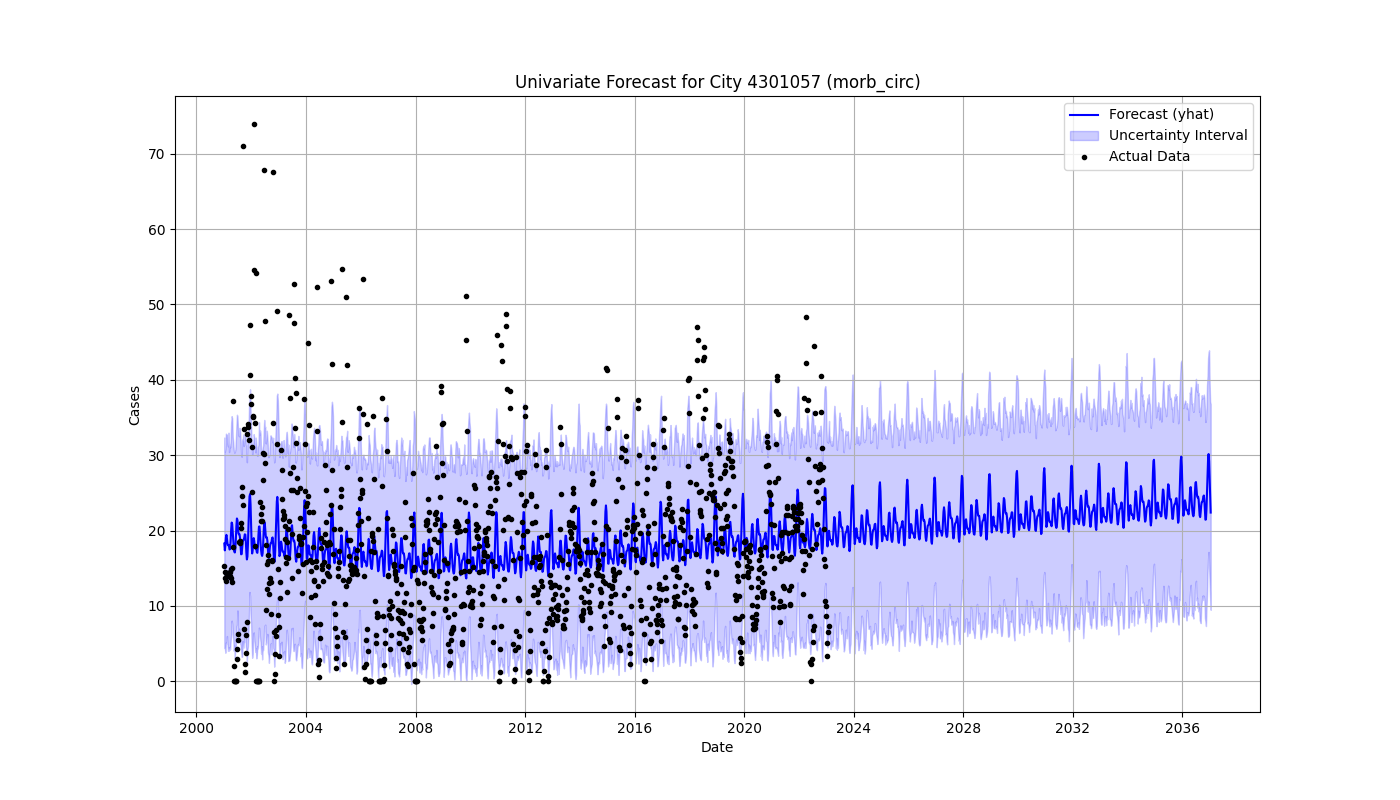 Univariate Forecast for City 4301057 (morb_circ)
Forecast (yhat)
Uncertainty Interval
Actual Data
Cases
70
60
50
40
30
20
10
0
2000 2004 2008 2012 2016 2020 2024 2028 2032 2036
Date